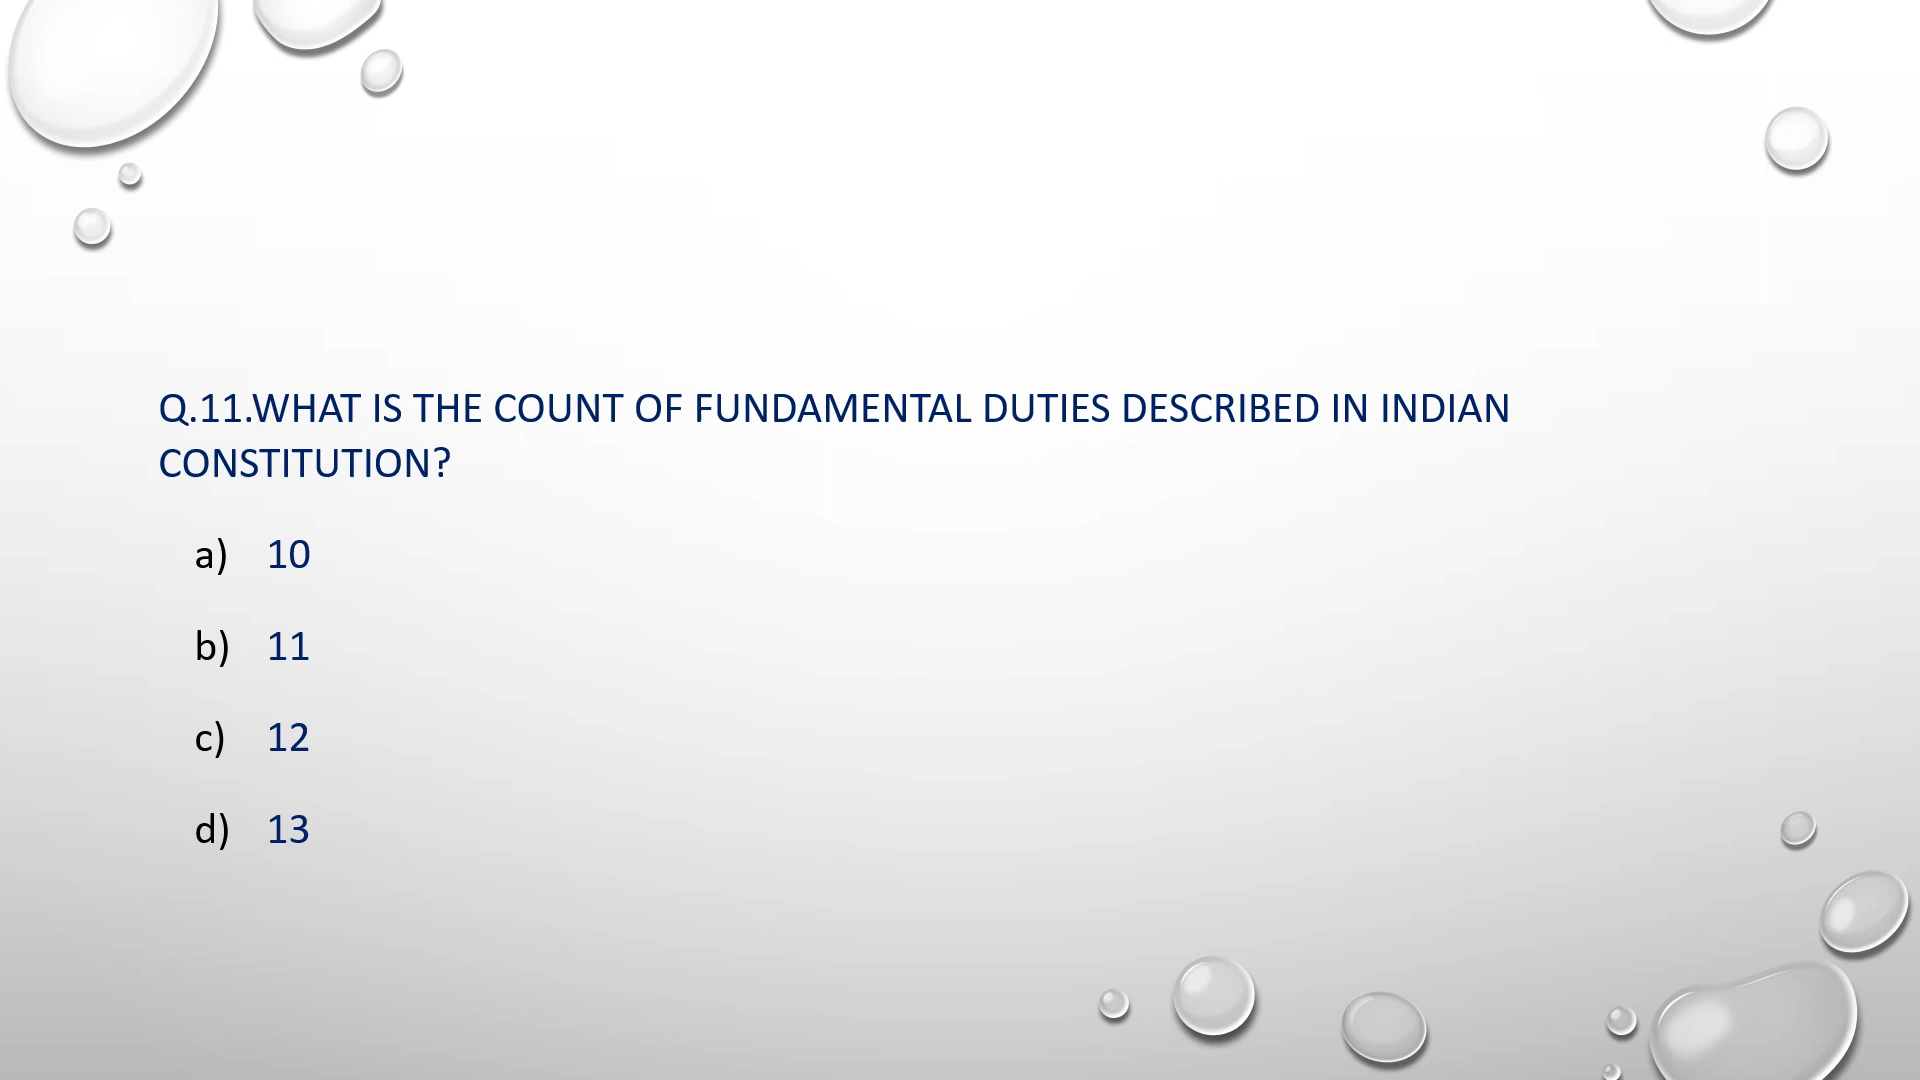 Q.11.WHAT IS THE COUNT OF FUNDAMENTAL DUTIES DESCRIBED IN INDIAN
CONSTITUTION?
a) 10
b) 11
c) 12
d) 13